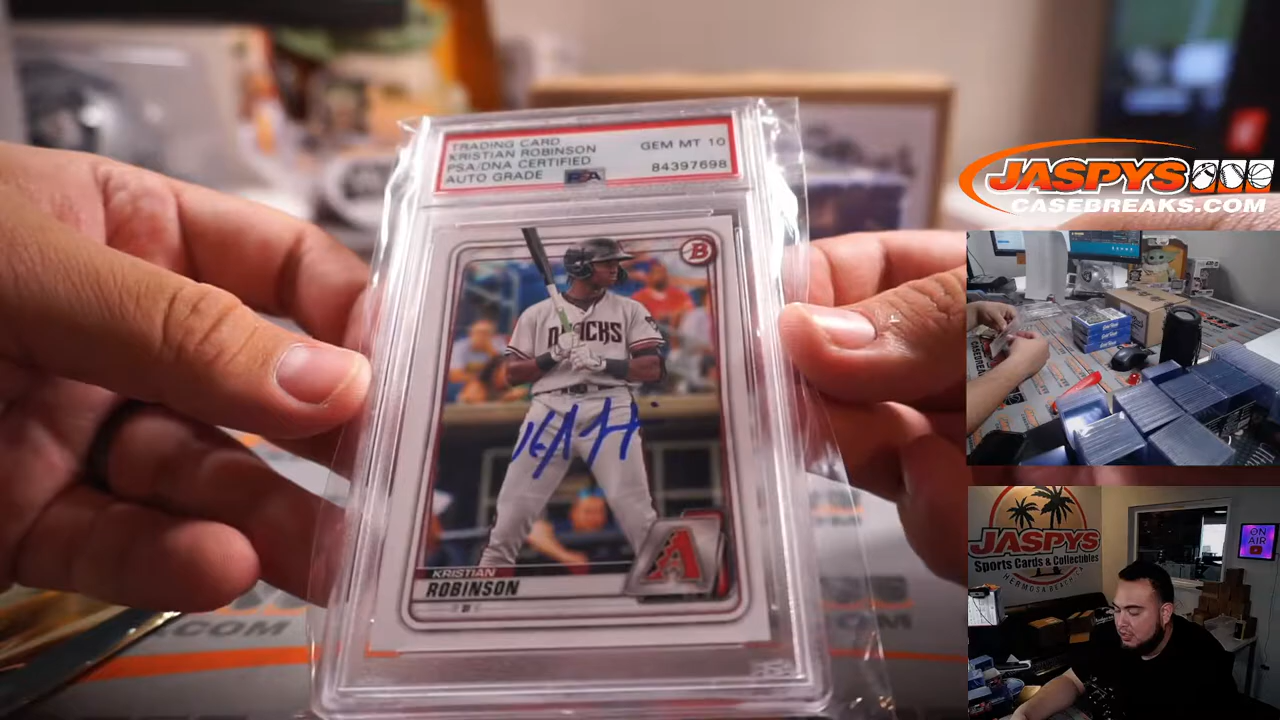 TRADING CARD
KRISTIAN ROBINSON
PSA/DNA CERTIFIED
AUTO GRADE
GEM MT 10
84397698
PSA
B
D BACKS
A
KRISTIAN
ROBINSON
JASPYS
CASEBREAKS.COM
JASPYS
Sports Cards & Collectibles
HERMOSA BEACH
ON
AIR